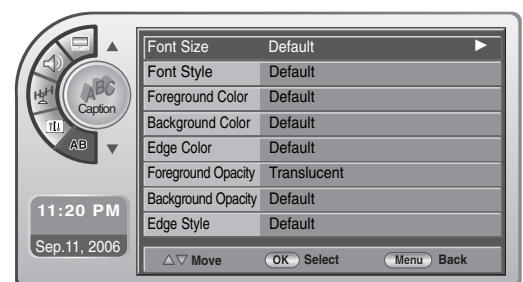 ABC
Caption
AB
11:20 PM
Sep.11, 2006
Font Size Default
Font Style Default
Foreground Color Default
Background Color Default
Edge Color Default
Foreground Opacity Translucent
Background Opacity Default
Edge Style Default
Move OK Select Menu Back